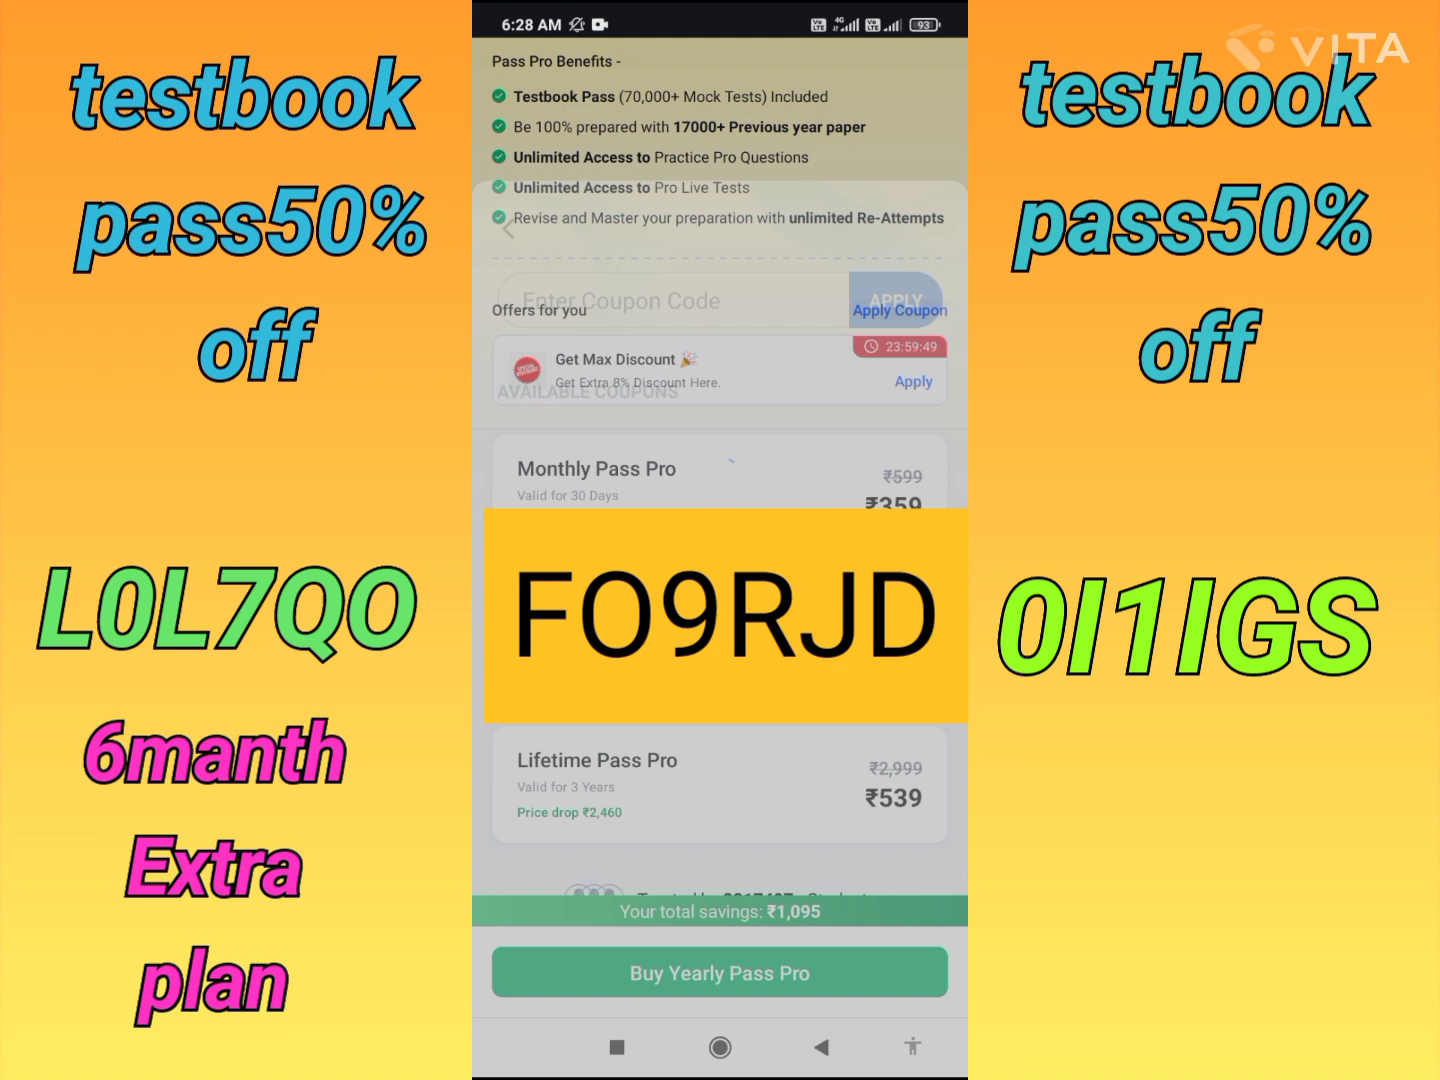 testbook
pass50%
off
L0L7QO
6manth
Extra
plan
6:28 AM
4G
93
Pass Pro Benefits -
Testbook Pass (70,000+ Mock Tests) Included
Be 100% prepared with 17000+ Previous year paper
Unlimited Access to Practice Pro Questions
Unlimited Access to Pro Live Tests
Revise and Master your preparation with unlimited Re-Attempts
Enter Coupon Code APPLY
Offers for you Apply Coupon
23:59:49
Get Max Discount 🎉
Get Extra 8% Discount Here. Apply
AVAILABLE COUPONS
Monthly Pass Pro ₹599
Valid for 30 Days ₹359
FO9RJD
Lifetime Pass Pro ₹2,999
Valid for 3 Years ₹539
Price drop ₹2,460
Your total savings: ₹1,095
Buy Yearly Pass Pro
VITA
testbook
pass50%
off
0I1IGS